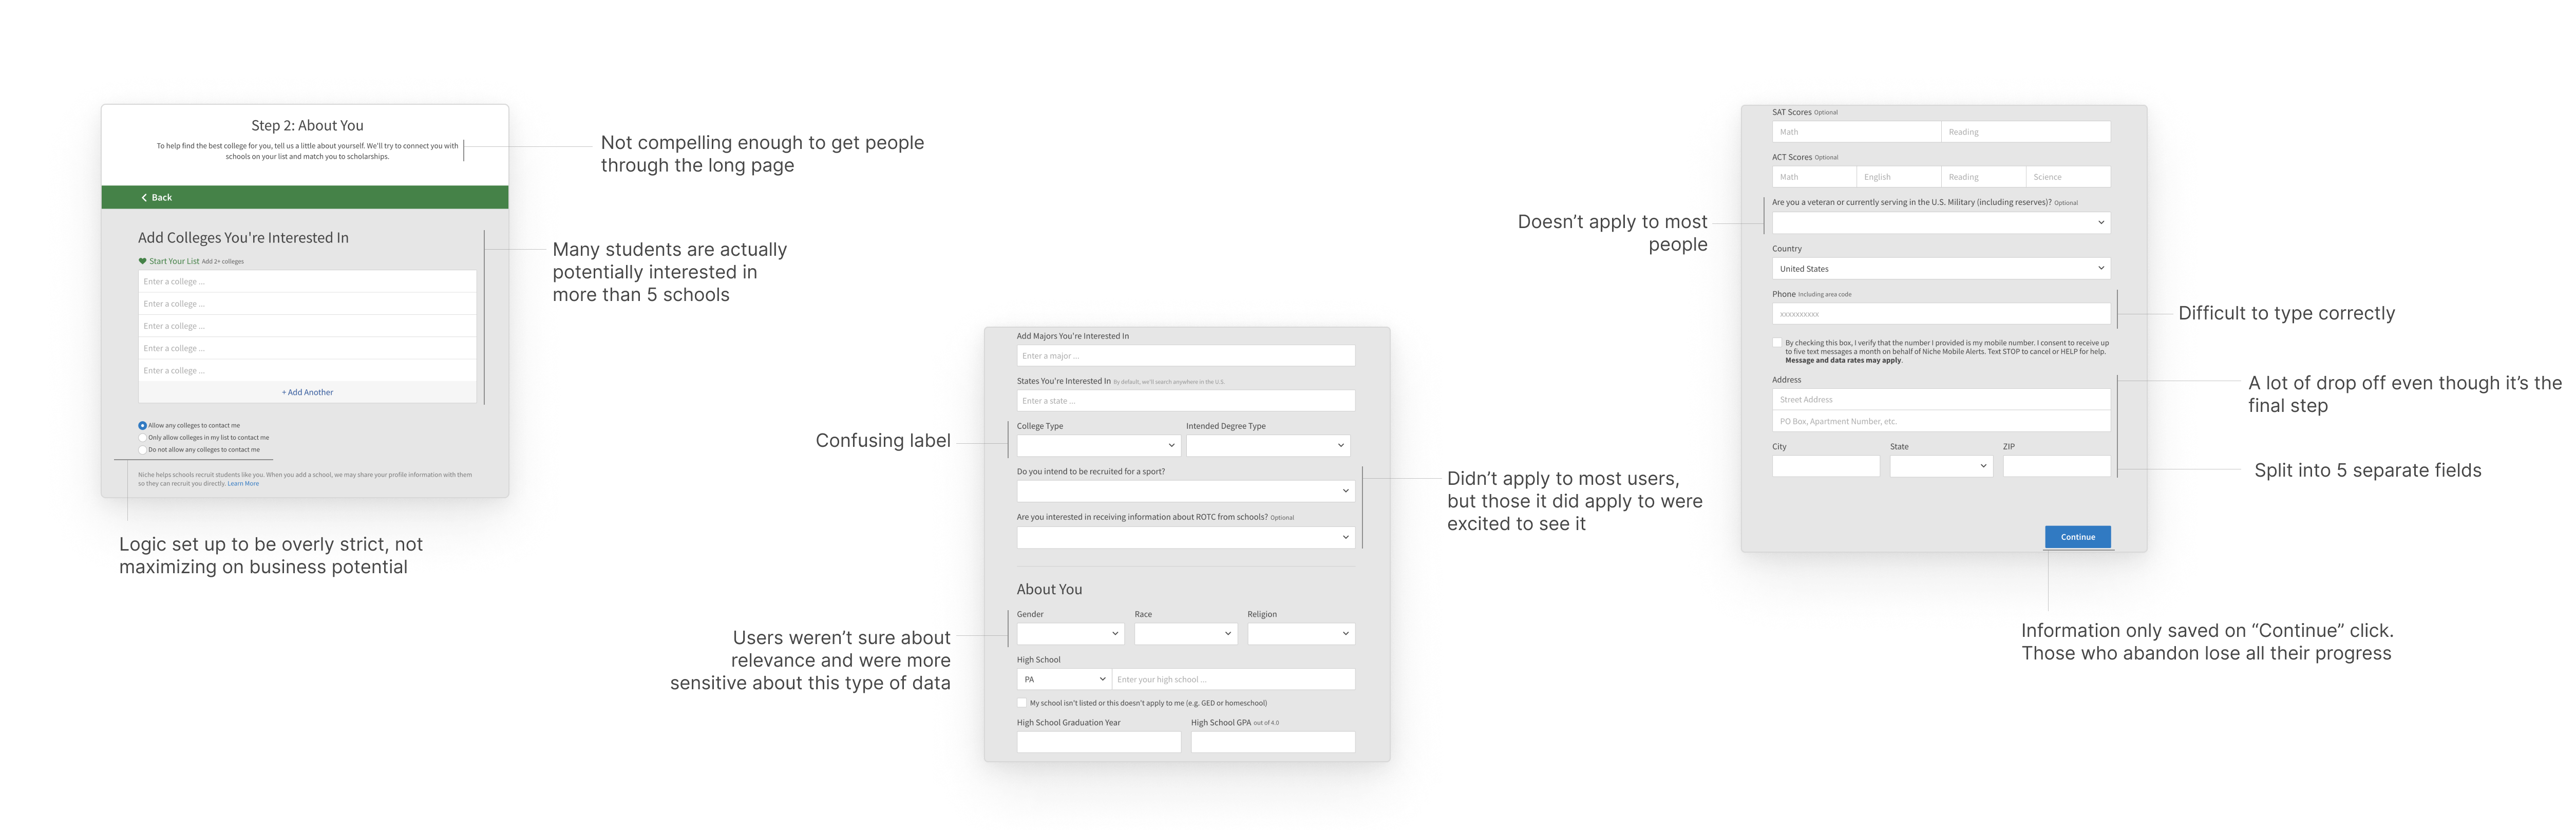 Step 2: About You
To help find the best college for you, tell us a little about yourself. We'll try to connect you with
schools on your list and match you to scholarships.
Back
Add Colleges You're Interested In
Start Your List Add 2+ colleges
Enter a college ...
Enter a college ...
Enter a college ...
Enter a college ...
Enter a college ...
+ Add Another
Allow any colleges to contact me
Only allow colleges in my list to contact me
Do not allow any colleges to contact me
Niche helps schools recruit students like you. When you add a school, we may share your profile information with them
so they can recruit you directly. Learn More
Not compelling enough to get people
through the long page
Many students are actually
potentially interested in
more than 5 schools
Logic set up to be overly strict, not
maximizing on business potential
Add Majors You're Interested In
Enter a major ...
States You're Interested In By default, we'll search anywhere in the U.S.
Enter a state ...
College Type Intended Degree Type
Do you intend to be recruited for a sport?
Are you interested in receiving information about ROTC from schools? Optional
About You
Gender Race Religion
High School
PA Enter your high school ...
My school isn't listed or this doesn't apply to me (e.g. GED or homeschool)
High School Graduation Year High School GPA out of 4.0
Confusing label
Users weren’t sure about
relevance and were more
sensitive about this type of data
Didn’t apply to most users,
but those it did apply to were
excited to see it
SAT Scores Optional
Math Reading
ACT Scores Optional
Math English Reading Science
Are you a veteran or currently serving in the U.S. Military (including reserves)? Optional
Country
United States
Phone Including area code
xxxxxxxxxx
By checking this box, I verify that the number I provided is my mobile number. I consent to receive up
to five text messages a month on behalf of Niche Mobile Alerts. Text STOP to cancel or HELP for help.
Message and data rates may apply.
Address
Street Address
PO Box, Apartment Number, etc.
City State ZIP
Continue
Doesn’t apply to most
people
Difficult to type correctly
A lot of drop off even though it’s the
final step
Split into 5 separate fields
Information only saved on “Continue” click.
Those who abandon lose all their progress